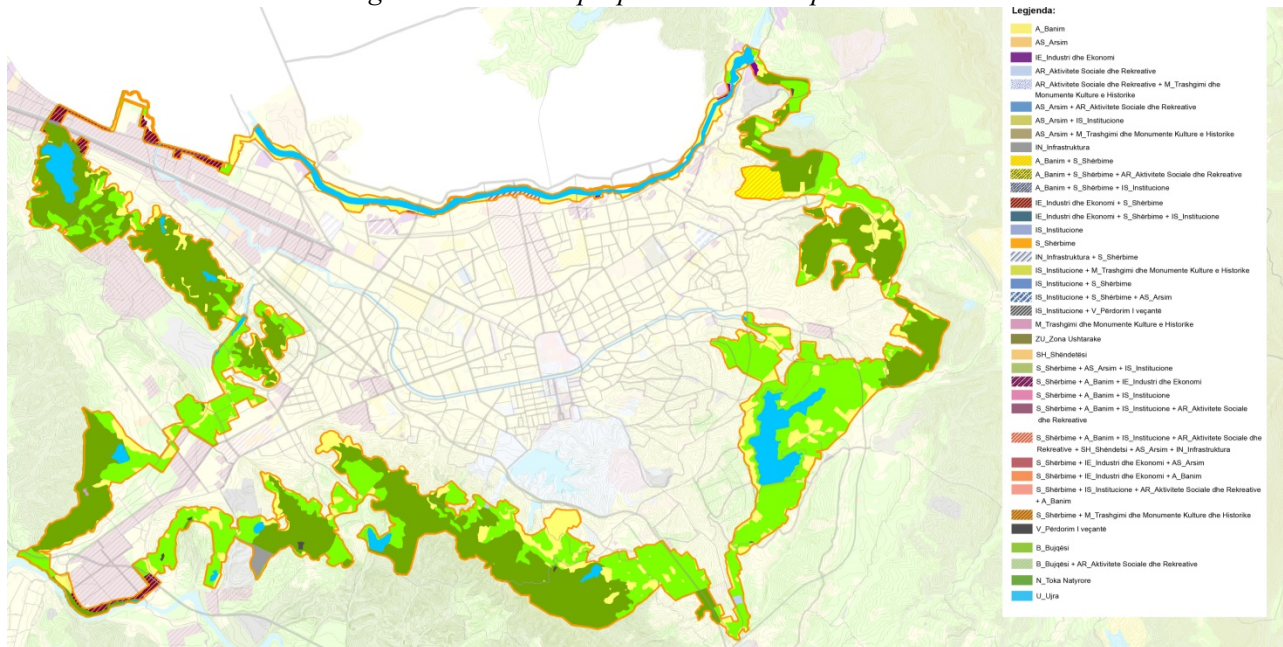 Legjenda:
A_Banim
AS_Arsim
IE_Industri dhe Ekonomi
AR_Aktivitete Sociale dhe Rekreative
AR_Aktivitete Sociale dhe Rekreative + M_Trashgimi dhe
Monumente Kulture e Historike
AS_Arsim + AR_Aktivitete Sociale dhe Rekreative
AS_Arsim + IS_Institucione
AS_Arsim + M_Trashgimi dhe Monumente Kulture e Historike
IN_Infrastruktura
A_Banim + S_Shërbime
A_Banim + S_Shërbime + AR_Aktivitete Sociale dhe Rekreative
A_Banim + S_Shërbime + IS_Institucione
IE_Industri dhe Ekonomi + S_Shërbime
IE_Industri dhe Ekonomi + S_Shërbime + IS_Institucione
IS_Institucione
S_Shërbime
IN_Infrastruktura + S_Shërbime
IS_Institucione + M_Trashgimi dhe Monumente Kulture e Historike
IS_Institucione + S_Shërbime
IS_Institucione + S_Shërbime + AS_Arsim
IS_Institucione + V_Përdorim I veçantë
M_Trashgimi dhe Monumente Kulture e Historike
ZU_Zona Ushtarake
SH_Shëndetësi
S_Shërbime + AS_Arsim + IS_Institucione
S_Shërbime + A_Banim + IE_Industri dhe Ekonomi
S_Shërbime + A_Banim + IS_Institucione
S_Shërbime + A_Banim + IS_Institucione + AR_Aktivitete Sociale
dhe Rekreative
S_Shërbime + A_Banim + IS_Institucione + AR_Aktivitete Sociale dhe
Rekreative + SH_Shëndetsi + AS_Arsim + IN_Infrastruktura
S_Shërbime + IE_Industri dhe Ekonomi + AS_Arsim
S_Shërbime + IE_Industri dhe Ekonomi + A_Banim
S_Shërbime + IS_Institucione + AR_Aktivitete Sociale dhe Rekreative
+ A_Banim
S_Shërbime + M_Trashgimi dhe Monumente Kulture dhe Historike
V_Përdorim I veçantë
B_Bujqësi
B_Bujqësi + AR_Aktivitete Sociale dhe Rekreative
N_Toka Natyrore
U_Ujra